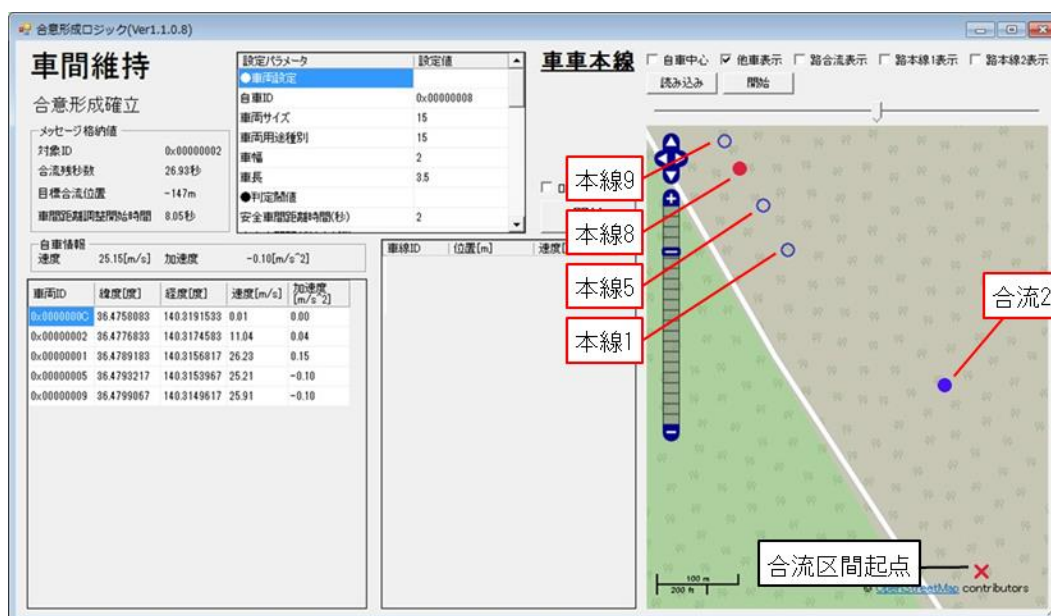 合意形成ロジック(Ver1.1.0.8)
車間維持
合意形成確立
メッセージ格納値
対象ID 0x00000002
合流残秒数 26.93秒
目標合流位置 -147m
車間距離調整開始時間 8.05秒
設定パラメータ 設定値
●車両設定
自車ID 0x00000008
車両サイズ 15
車両用途種別 15
車幅 2
車長 3.5
●判定閾値
安全車間距離時間(秒) 2
車車本線
自車中心 他車表示 路合流表示 路本線1表示 路本線2表示
読み込み 開始
自車情報
速度 25.15[m/s] 加速度 -0.10[m/s^2]
車両ID 緯度[度] 経度[度] 速度[m/s] 加速度[m/s^2]
0x0000000C 36.4758083 140.3191533 0.01 0.00
0x00000002 36.4776833 140.3174583 11.04 0.04
0x00000001 36.4789183 140.3156817 26.23 0.15
0x00000005 36.4793217 140.3153967 25.21 -0.10
0x00000009 36.4799067 140.3149617 25.91 -0.10
車線ID 位置[m] 速度[
本線9
本線8
本線5
本線1
合流2
合流区間起点
100 m
200 ft
© OpenStreetMap contributors